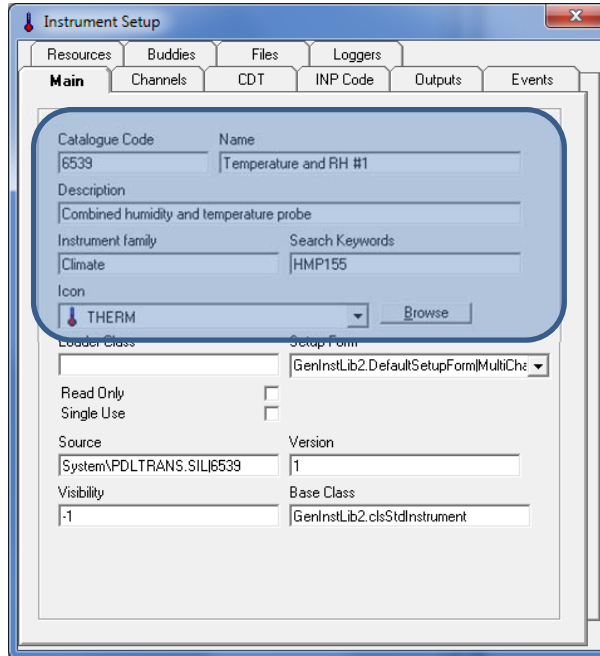 Instrument Setup
Resources Buddies Files Loggers
Main Channels CDT INP Code Outputs Events
Catalogue Code Name
6539 Temperature and RH #1
Description
Combined humidity and temperature probe
Instrument family Search Keywords
Climate HMP155
Icon
THERM Browse
Loader Class Setup Form
GenInstLib2.DefaultSetupForm|MultiCha
Read Only
Single Use
Source Version
System\PDLTRANS.SIL|6539 1
Visibility Base Class
-1 GenInstLib2.clsStdInstrument